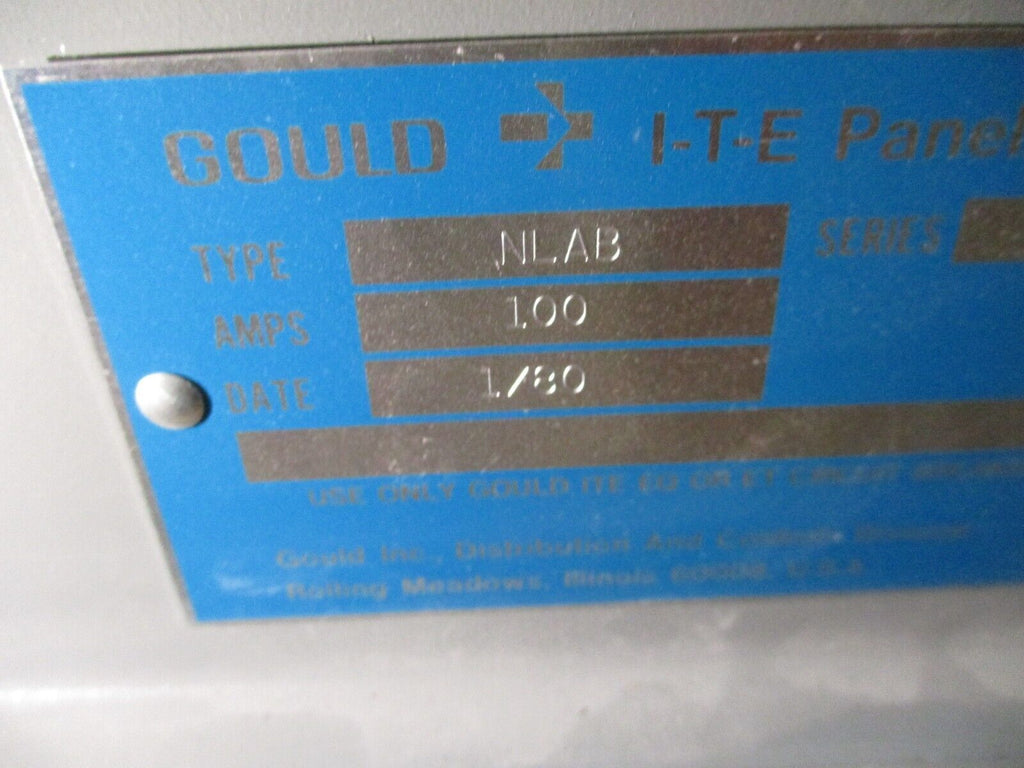 GOULD I-T-E Panel
TYPE NLAB SERIES
AMPS 100
DATE 1/80
USE ONLY GOULD ITE EQ OR ET CIRCUIT
Gould Inc., Distribution And Controls Division
Rolling Meadows, Illinois 60008, U.S.A